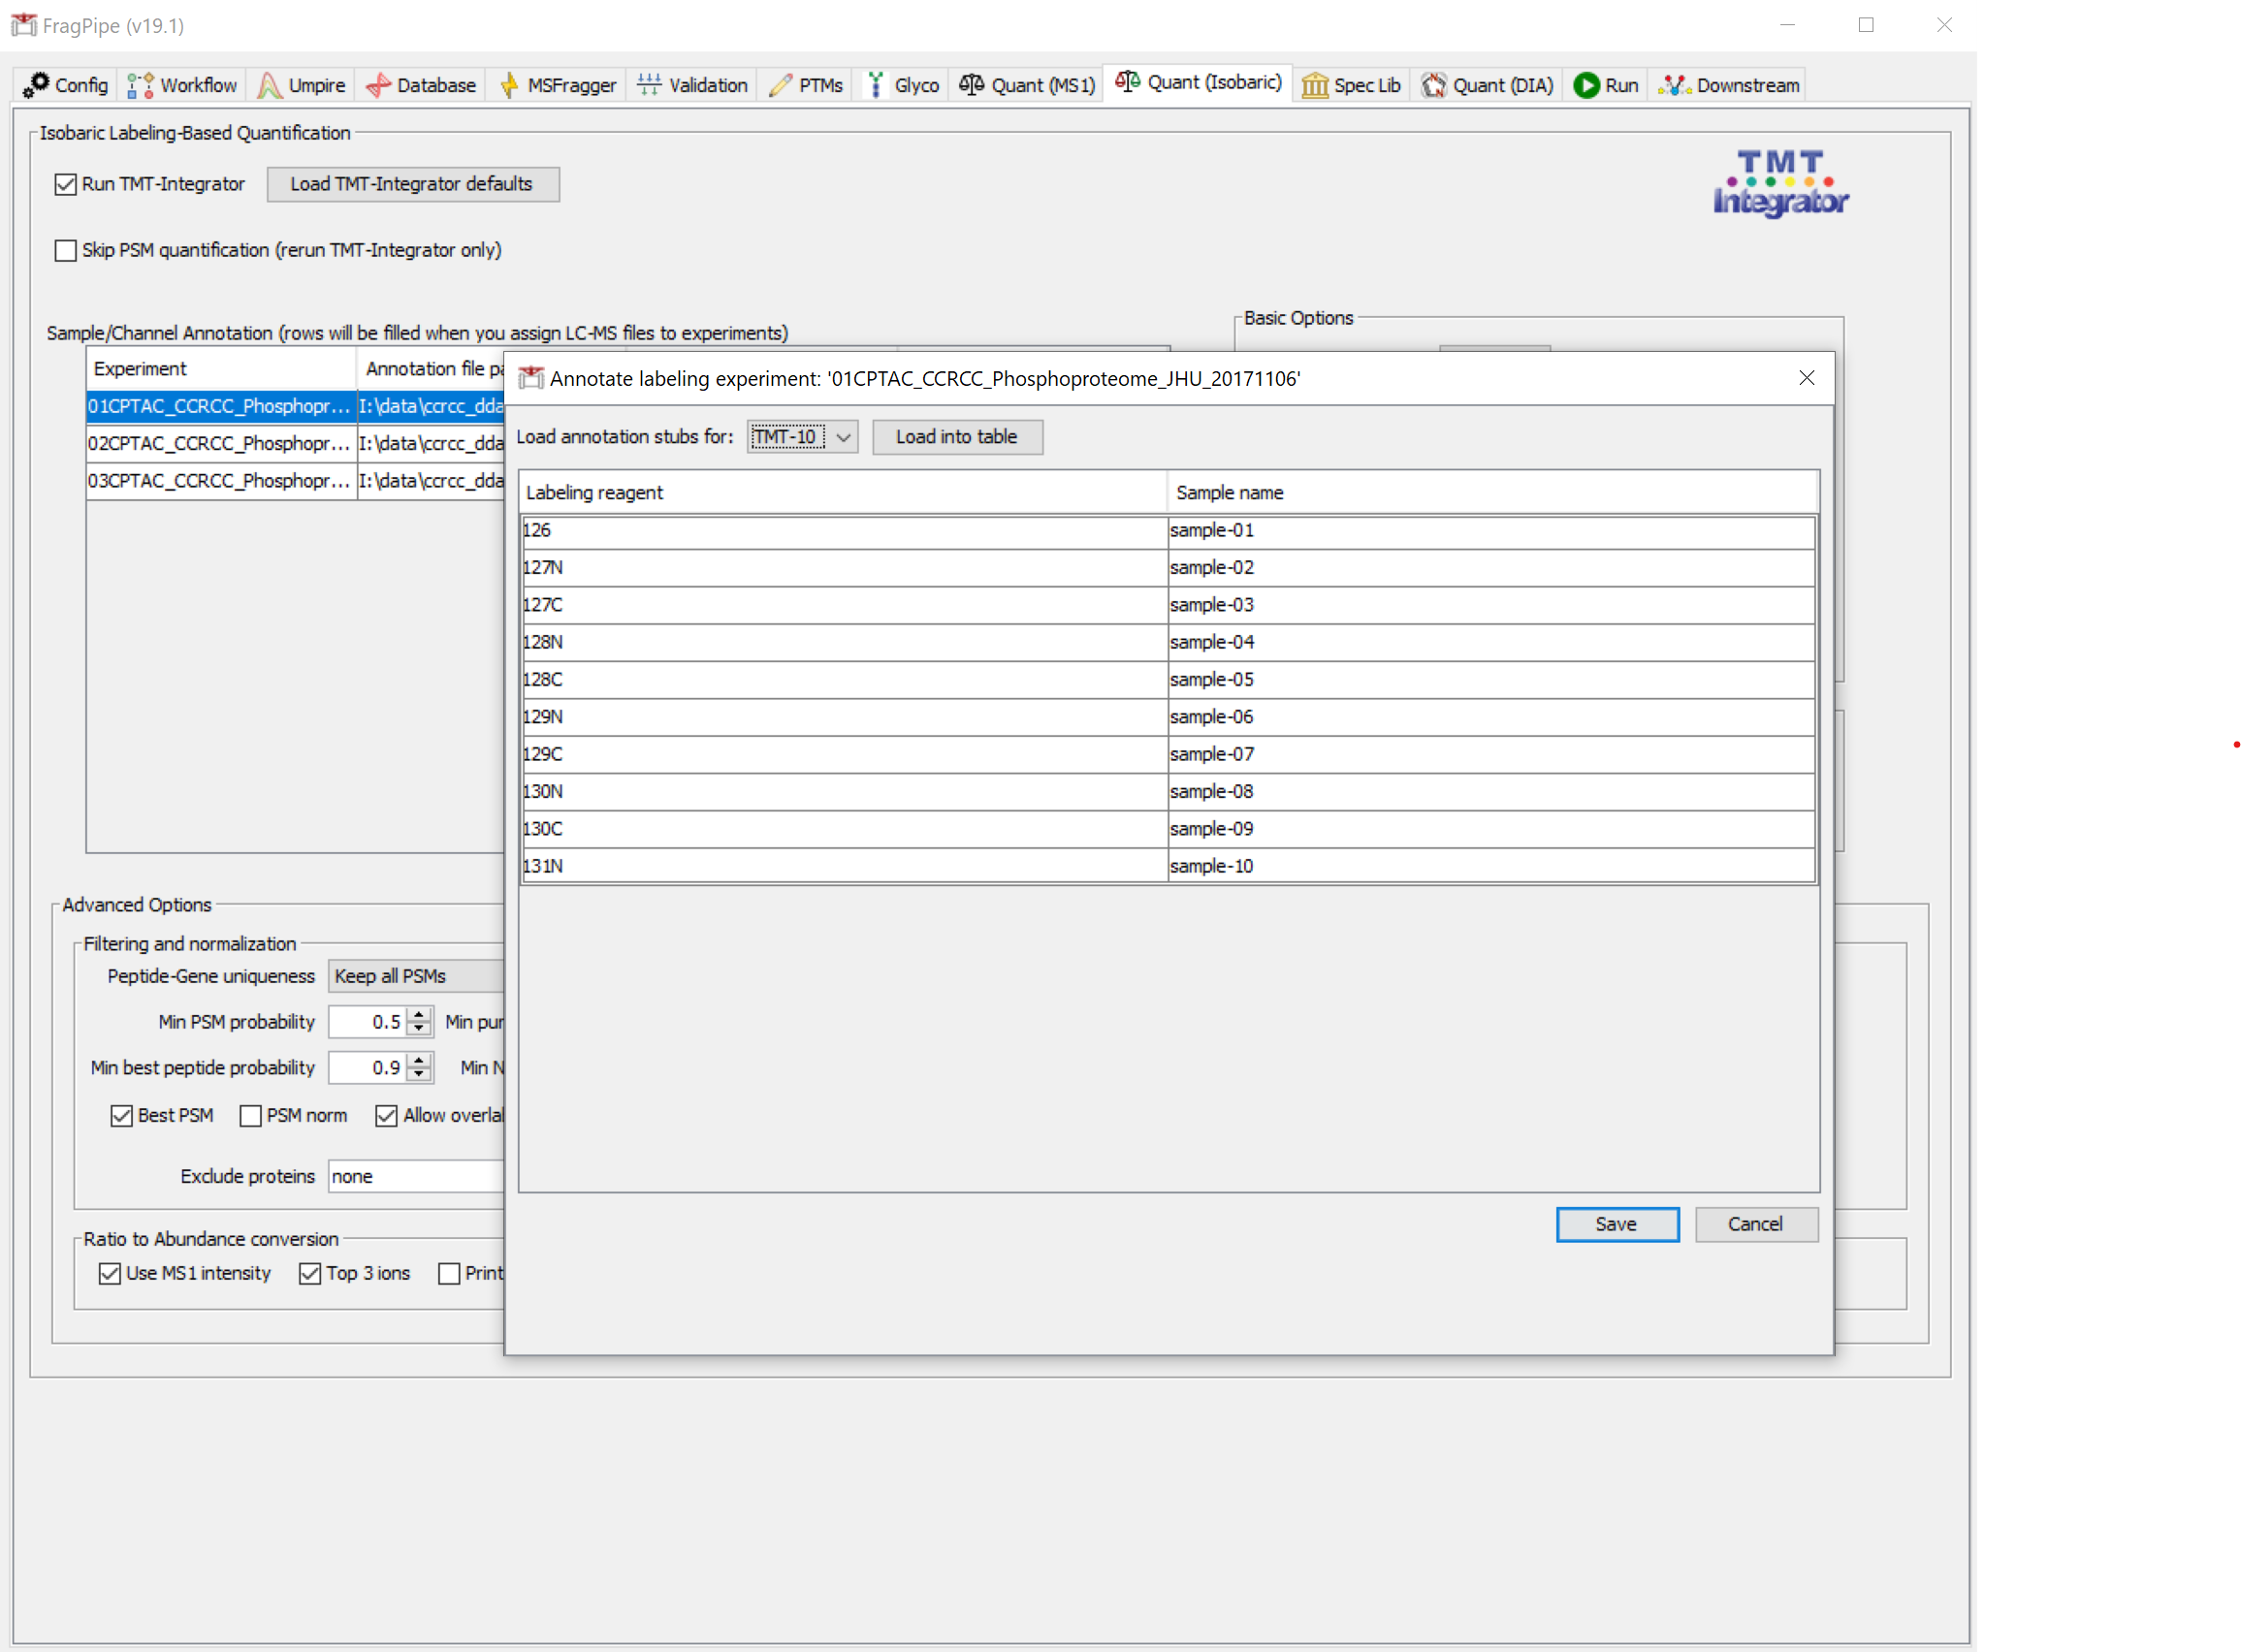 FragPipe (v19.1)
Config Workflow Umpire Database MSFragger Validation PTMs Glyco Quant (MS1) Quant (Isobaric) Spec Lib Quant (DIA) Run Downstream
Isobaric Labeling-Based Quantification
Run TMT-Integrator Load TMT-Integrator defaults
TMT
Integrator
Skip PSM quantification (rerun TMT-Integrator only)
Basic Options
Sample/Channel Annotation (rows will be filled when you assign LC-MS files to experiments)
Experiment Annotation file pa
01CPTAC_CCRCC_Phosphopr... I:\data\ccrcc_dda
02CPTAC_CCRCC_Phosphopr... I:\data\ccrcc_dda
03CPTAC_CCRCC_Phosphopr... I:\data\ccrcc_dda
Annotate labeling experiment: '01CPTAC_CCRCC_Phosphoproteome_JHU_20171106'
Load annotation stubs for: TMT-10 Load into table
Labeling reagent Sample name
126 sample-01
127N sample-02
127C sample-03
128N sample-04
128C sample-05
129N sample-06
129C sample-07
130N sample-08
130C sample-09
131N sample-10
Save Cancel
Advanced Options
Filtering and normalization
Peptide-Gene uniqueness Keep all PSMs
Min PSM probability 0.5 Min pur
Min best peptide probability 0.9 Min N
Best PSM PSM norm Allow overla
Exclude proteins none
Ratio to Abundance conversion
Use MS1 intensity Top 3 ions Print